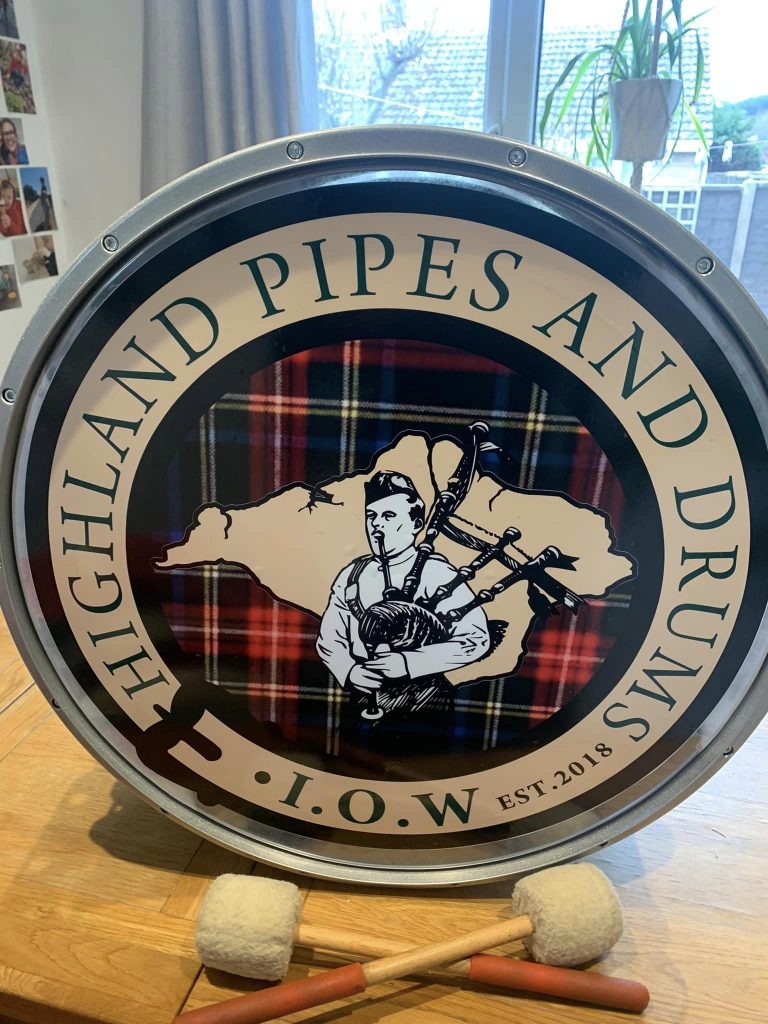 HIGHLAND PIPES AND DRUMS
• I.O.W
EST. 2018